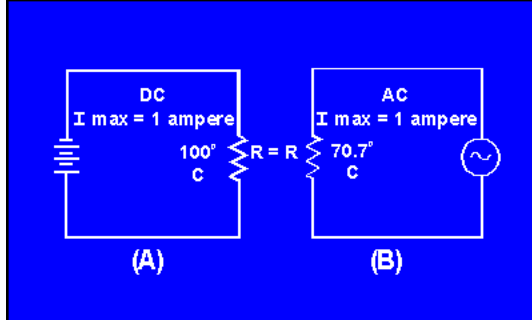 DC
I max = 1 ampere
100°
C
R = R
AC
I max = 1 ampere
70.7°
C
(A)
(B)